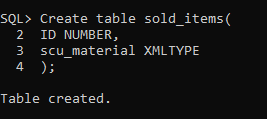 SQL> Create table sold_items(
  2  ID NUMBER,
  3  scu_material XMLTYPE
  4  );
Table created.